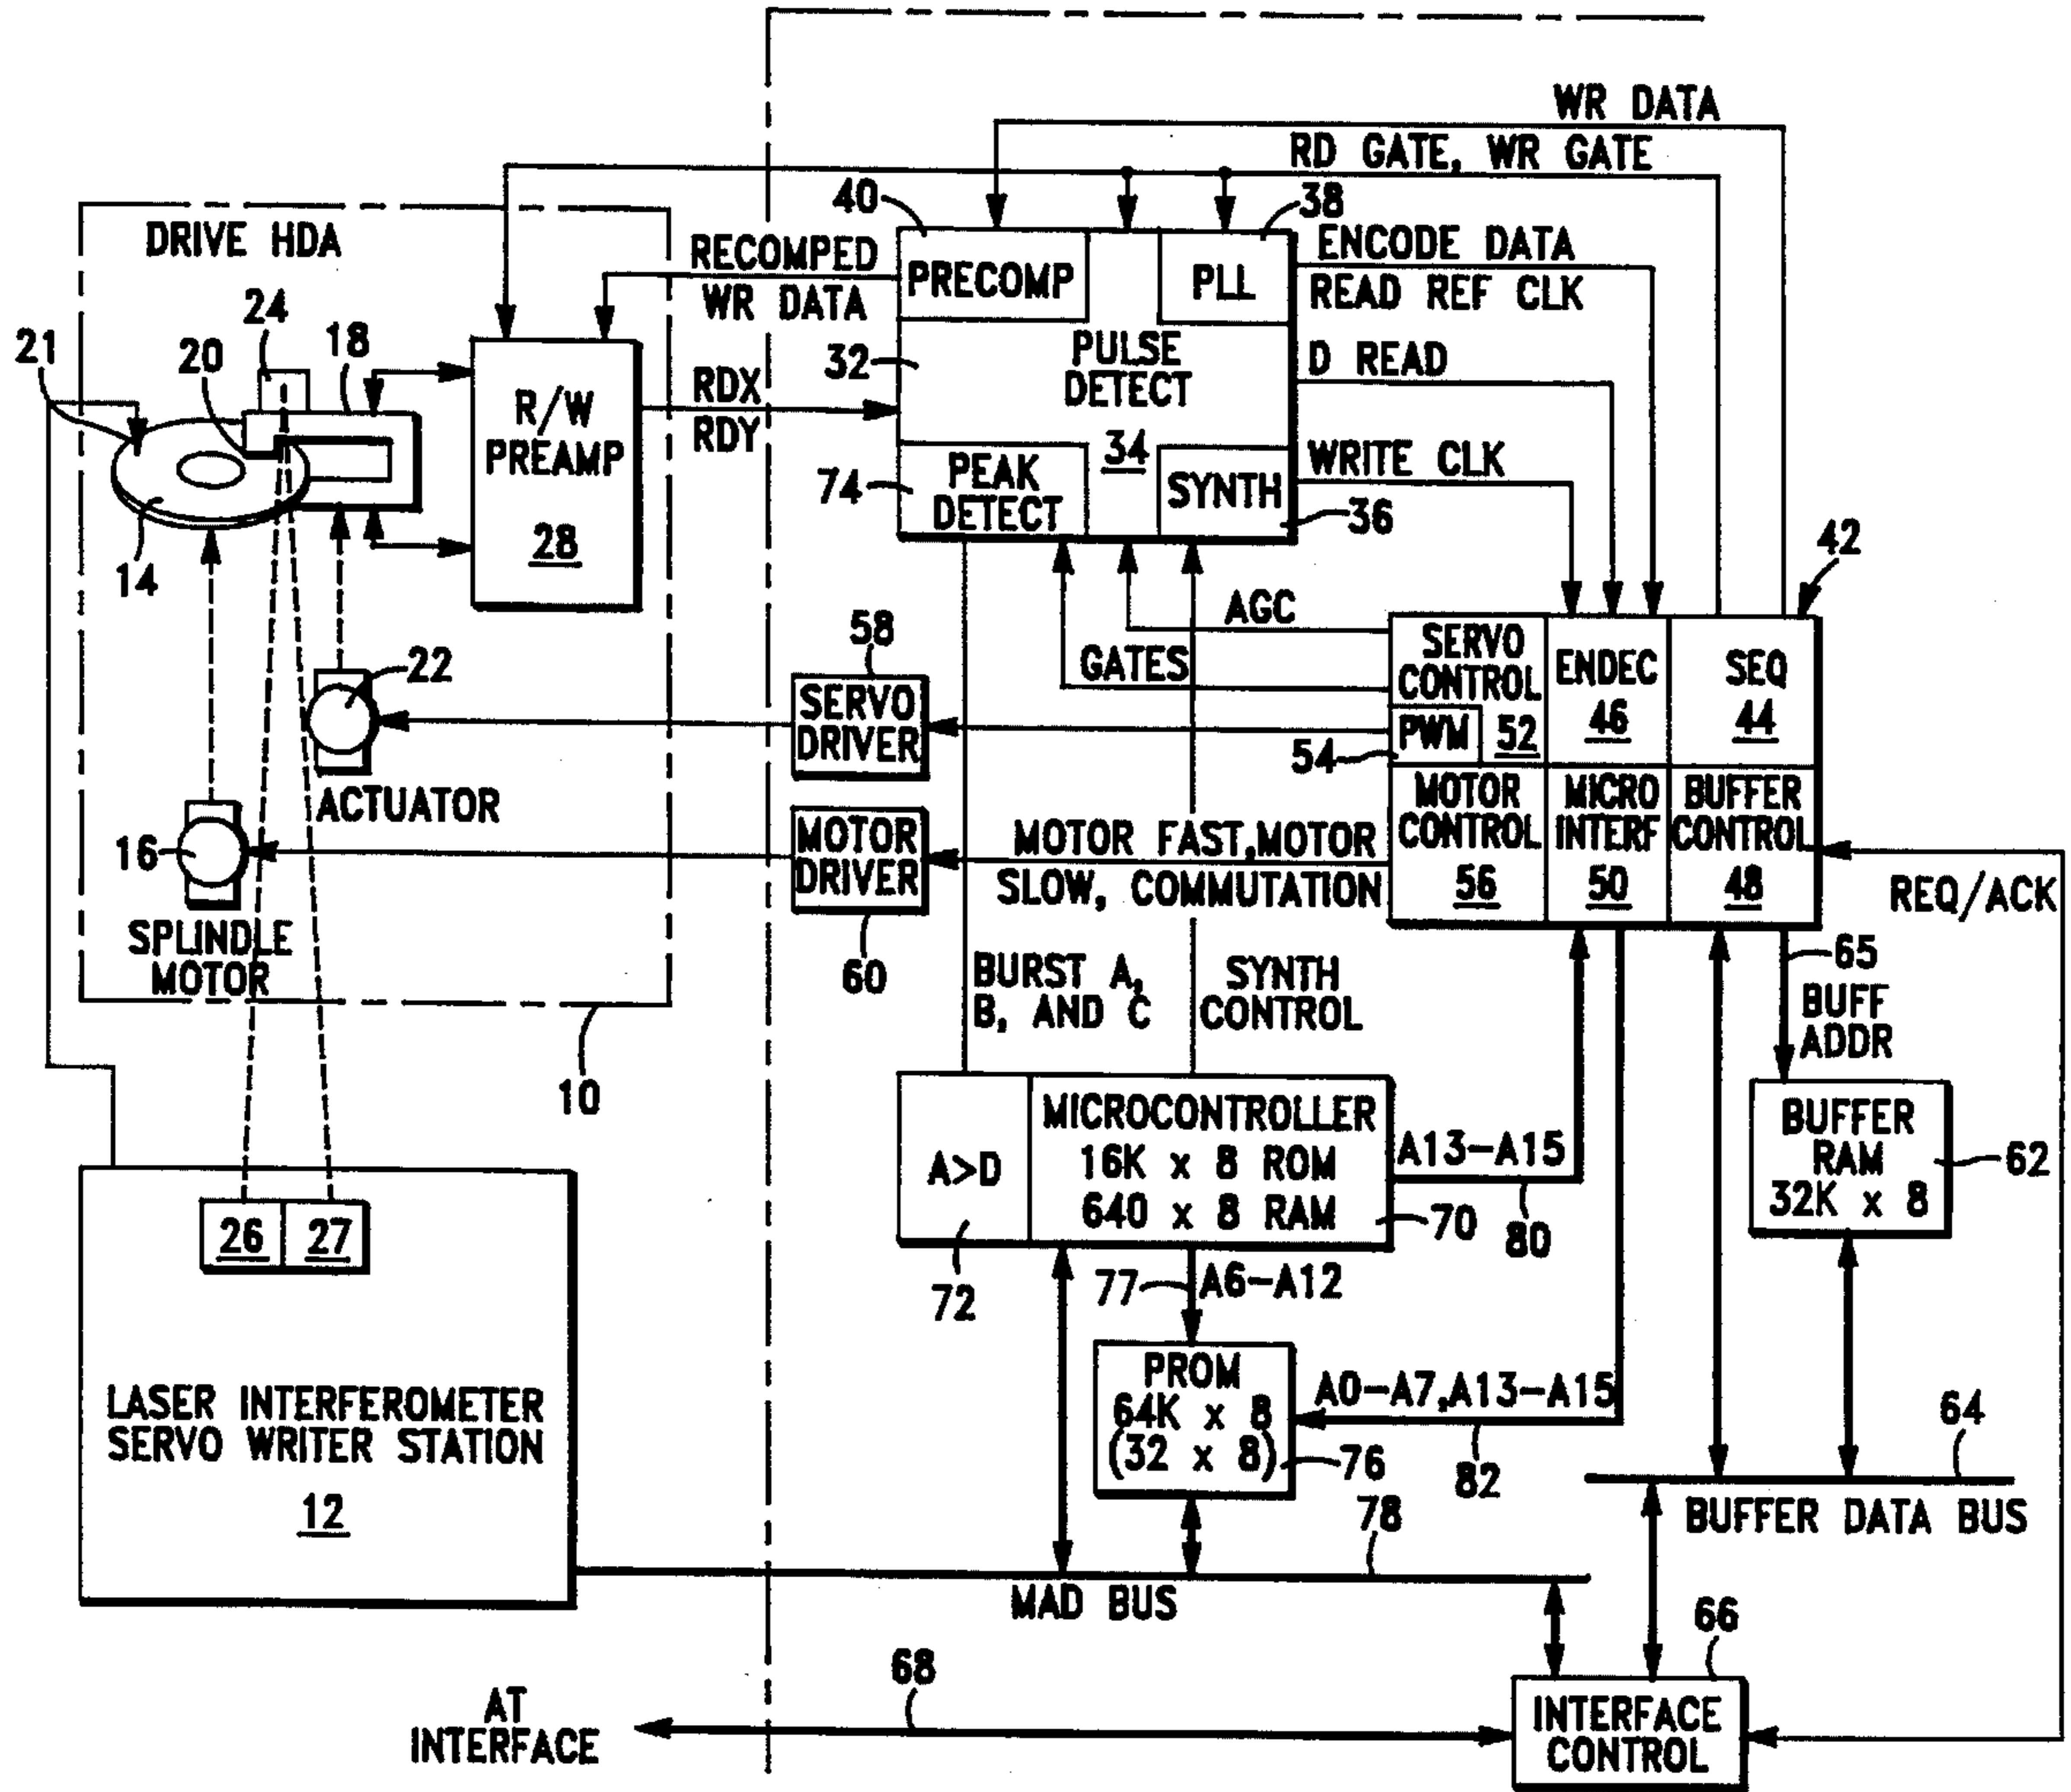 WR DATA
RD GATE, WR GATE
DRIVE HDA
40
38
RECOMPED
WR DATA
PRECOMP
PLL
ENCODE DATA
READ REF CLK
24
21
20
18
32
PULSE
DETECT
34
D READ
R/W
PREAMP
28
RDX
RDY
74
PEAK
DETECT
SYNTH
WRITE CLK
36
14
42
AGC
GATES
58
SERVO
DRIVER
22
SERVO
CONTROL
52
PWM
54
ENDEC
46
SEQ
44
ACTUATOR
16
SPLINDLE
MOTOR
MOTOR
DRIVER
60
MOTOR FAST,MOTOR
SLOW, COMMUTATION
MOTOR
CONTROL
56
MICRO
INTERF
50
BUFFER
CONTROL
48
REQ/ACK
10
BURST A,
B, AND C
SYNTH
CONTROL
65
BUFF
ADDR
A>D
72
MICROCONTROLLER
16K x 8 ROM
640 x 8 RAM
70
A13-A15
80
BUFFER
RAM
32K x 8
62
26
27
77
A6-A12
PROM
64K x 8
(32 x 8)
76
A0-A7,A13-A15
82
64
BUFFER DATA BUS
LASER INTERFEROMETER
SERVO WRITER STATION
12
78
MAD BUS
66
68
AT
INTERFACE
INTERFACE
CONTROL